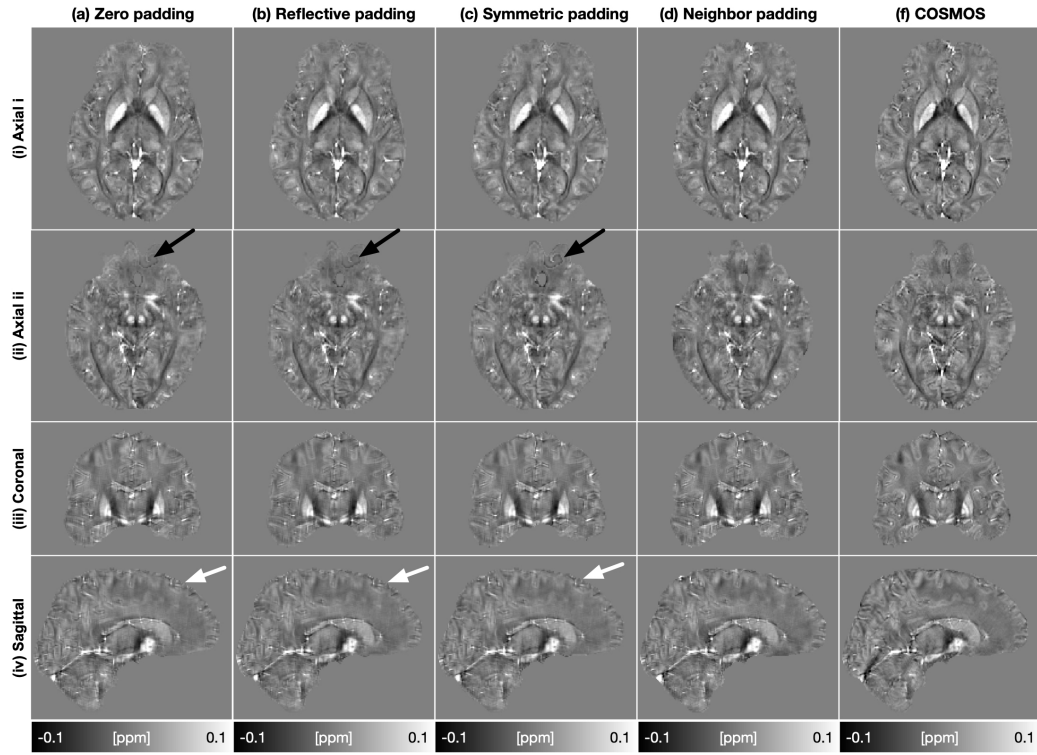 (a) Zero padding (b) Reflective padding (c) Symmetric padding (d) Neighbor padding (f) COSMOS
(i) Axial i
(ii) Axial ii
(iii) Coronal
(iv) Sagittal
-0.1 [ppm] 0.1 -0.1 [ppm] 0.1 -0.1 [ppm] 0.1 -0.1 [ppm] 0.1 -0.1 [ppm] 0.1